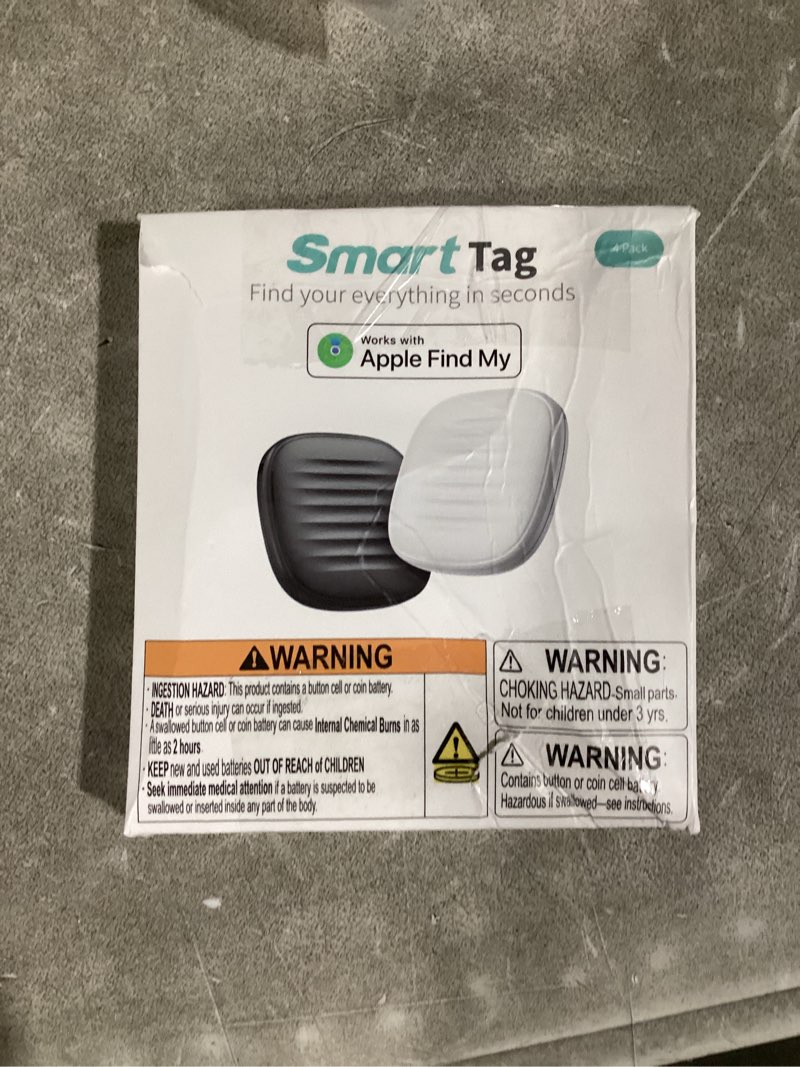 Smart Tag
4 Pack
Find your everything in seconds
Works with
Apple Find My
WARNING
· INGESTION HAZARD: This product contains a button cell or coin battery.
· DEATH or serious injury can occur if ingested.
· A swallowed button cell or coin battery can cause Internal Chemical Burns in as
little as 2 hours.
· KEEP new and used batteries OUT OF REACH of CHILDREN
· Seek immediate medical attention if a battery is suspected to be
swallowed or inserted inside any part of the body.
WARNING:
CHOKING HAZARD-Small parts.
Not for children under 3 yrs.
WARNING:
Contains button or coin cell battery.
Hazardous if swallowed—see instructions.